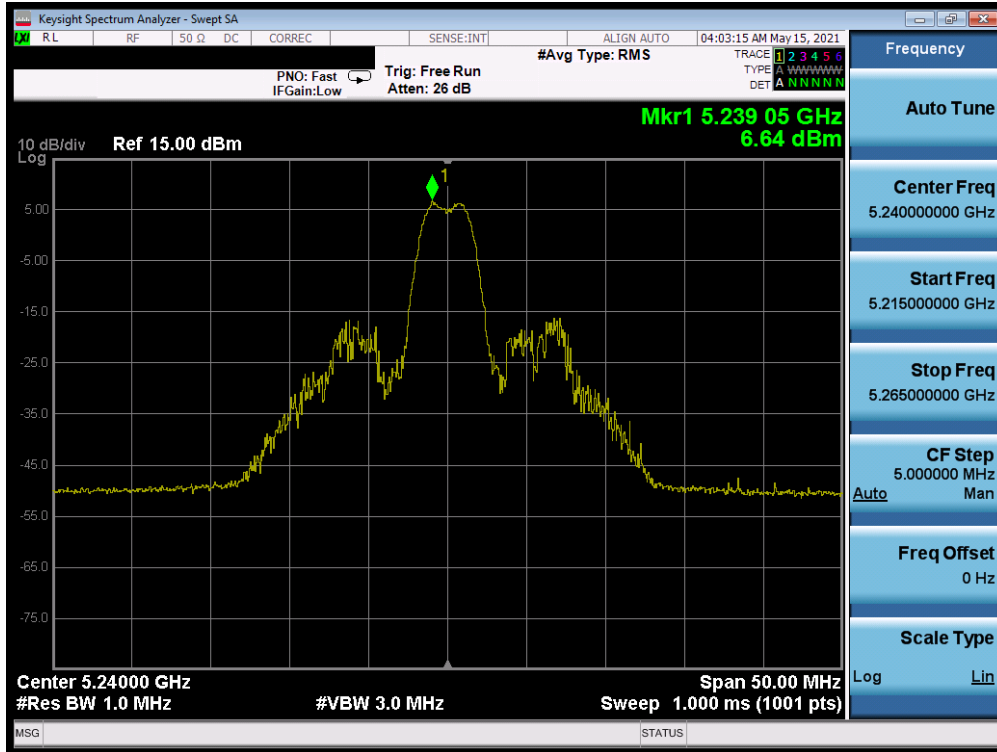 Keysight Spectrum Analyzer - Swept SA
LXI RL RF 50 Ω DC CORREC SENSE:INT ALIGN AUTO 04:03:15 AM May 15, 2021
PNO: Fast
IFGain:Low
Trig: Free Run
Atten: 26 dB
#Avg Type: RMS
TRACE 1 2 3 4 5 6
TYPE A WWWWW
DET A N N N N N
Mkr1 5.239 05 GHz
6.64 dBm
10 dB/div Ref 15.00 dBm
Log
1
5.00
-5.00
-15.0
-25.0
-35.0
-45.0
-55.0
-65.0
-75.0
Center 5.24000 GHz Span 50.00 MHz
#Res BW 1.0 MHz #VBW 3.0 MHz Sweep 1.000 ms (1001 pts)
MSG STATUS
Frequency
Auto Tune
Center Freq
5.240000000 GHz
Start Freq
5.215000000 GHz
Stop Freq
5.265000000 GHz
CF Step
5.000000 MHz
Auto Man
Freq Offset
0 Hz
Scale Type
Log Lin